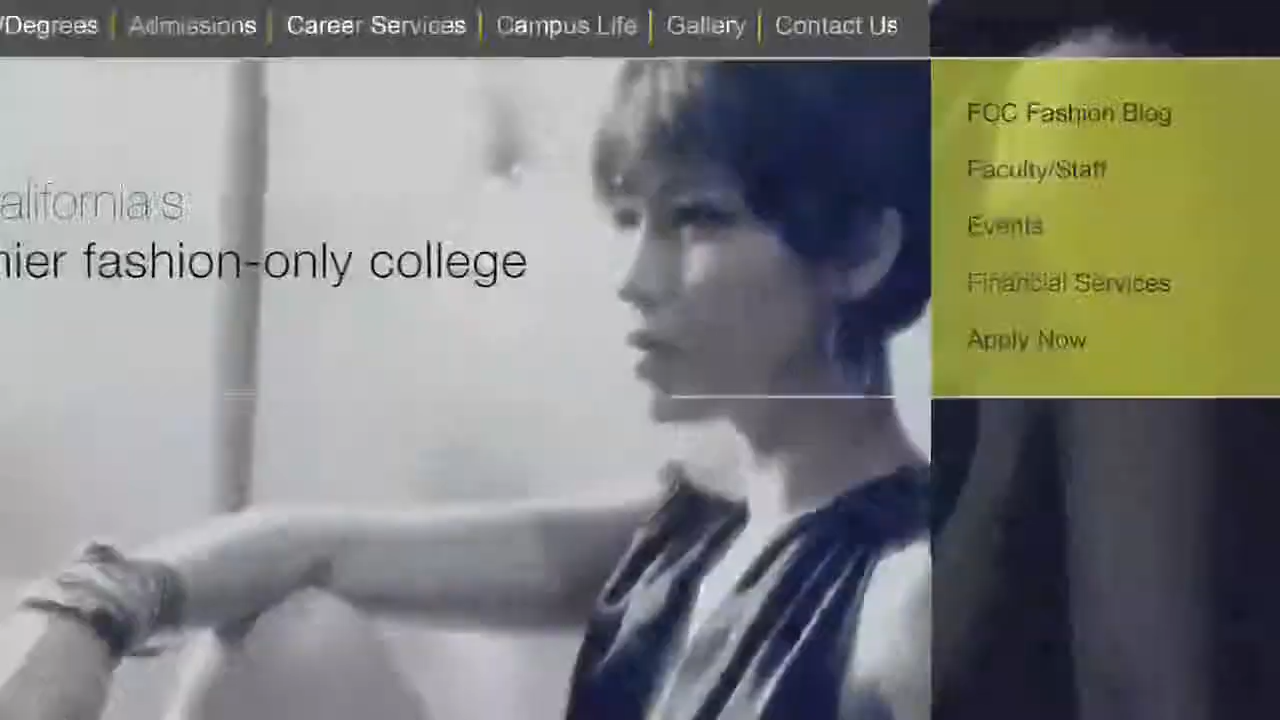 /Degrees | Admissions | Career Services | Campus Life | Gallery | Contact Us
alifornia's
nier fashion-only college
FCC Fashion Blog
Faculty/Staff
Events
Financial Services
Apply Now